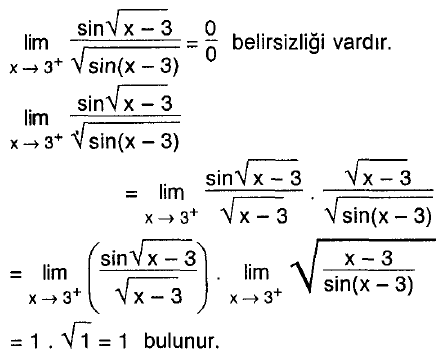 lim x → 3⁺ sin√(x − 3) / √(sin(x − 3)) = 0/0 belirsizliği vardır.
lim x → 3⁺ sin√(x − 3) / √(sin(x − 3))
= lim x → 3⁺ sin√(x − 3) / √(x − 3) . √(x − 3) / √(sin(x − 3))
= lim x → 3⁺ (sin√(x − 3) / √(x − 3)) . lim x → 3⁺ √((x − 3) / sin(x − 3))
= 1 . √1 = 1 bulunur.